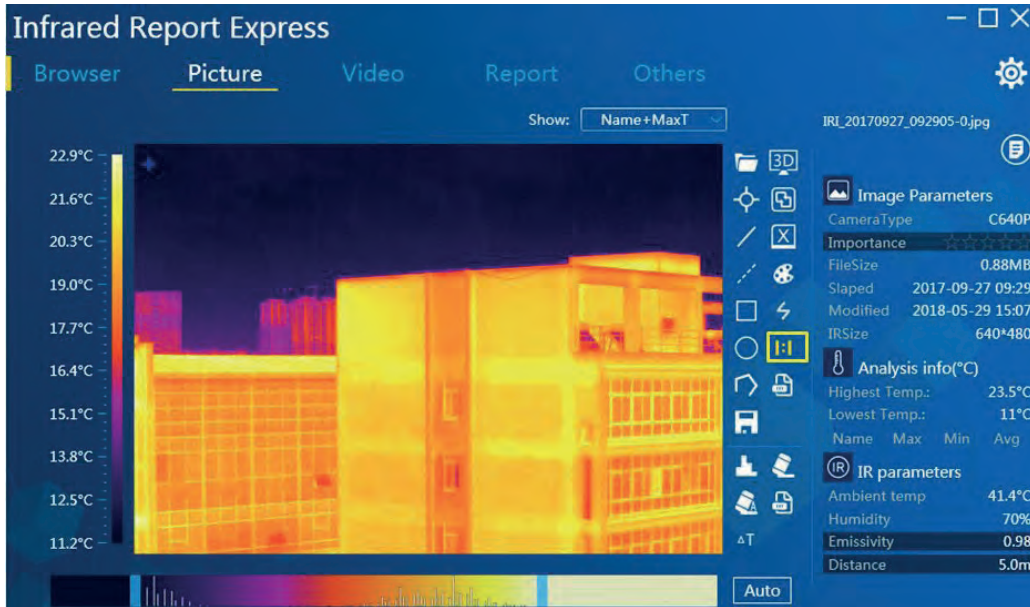 Infrared Report Express
Browser Picture Video Report Others
Show: Name+MaxT
IRI_20170927_092905-0.jpg
22.9°C
21.6°C
20.3°C
19.0°C
17.7°C
16.4°C
15.1°C
13.8°C
12.5°C
11.2°C
3D
X
1:1
ΔT
Auto
Image Parameters
CameraType C640P
Importance
FileSize 0.88MB
Slaped 2017-09-27 09:29
Modified 2018-05-29 15:07
IRSize 640*480
Analysis info(°C)
Highest Temp.: 23.5°C
Lowest Temp.: 11°C
Name Max Min Avg
IR IR parameters
Ambient temp 41.4°C
Humidity 70%
Emissivity 0.98
Distance 5.0m